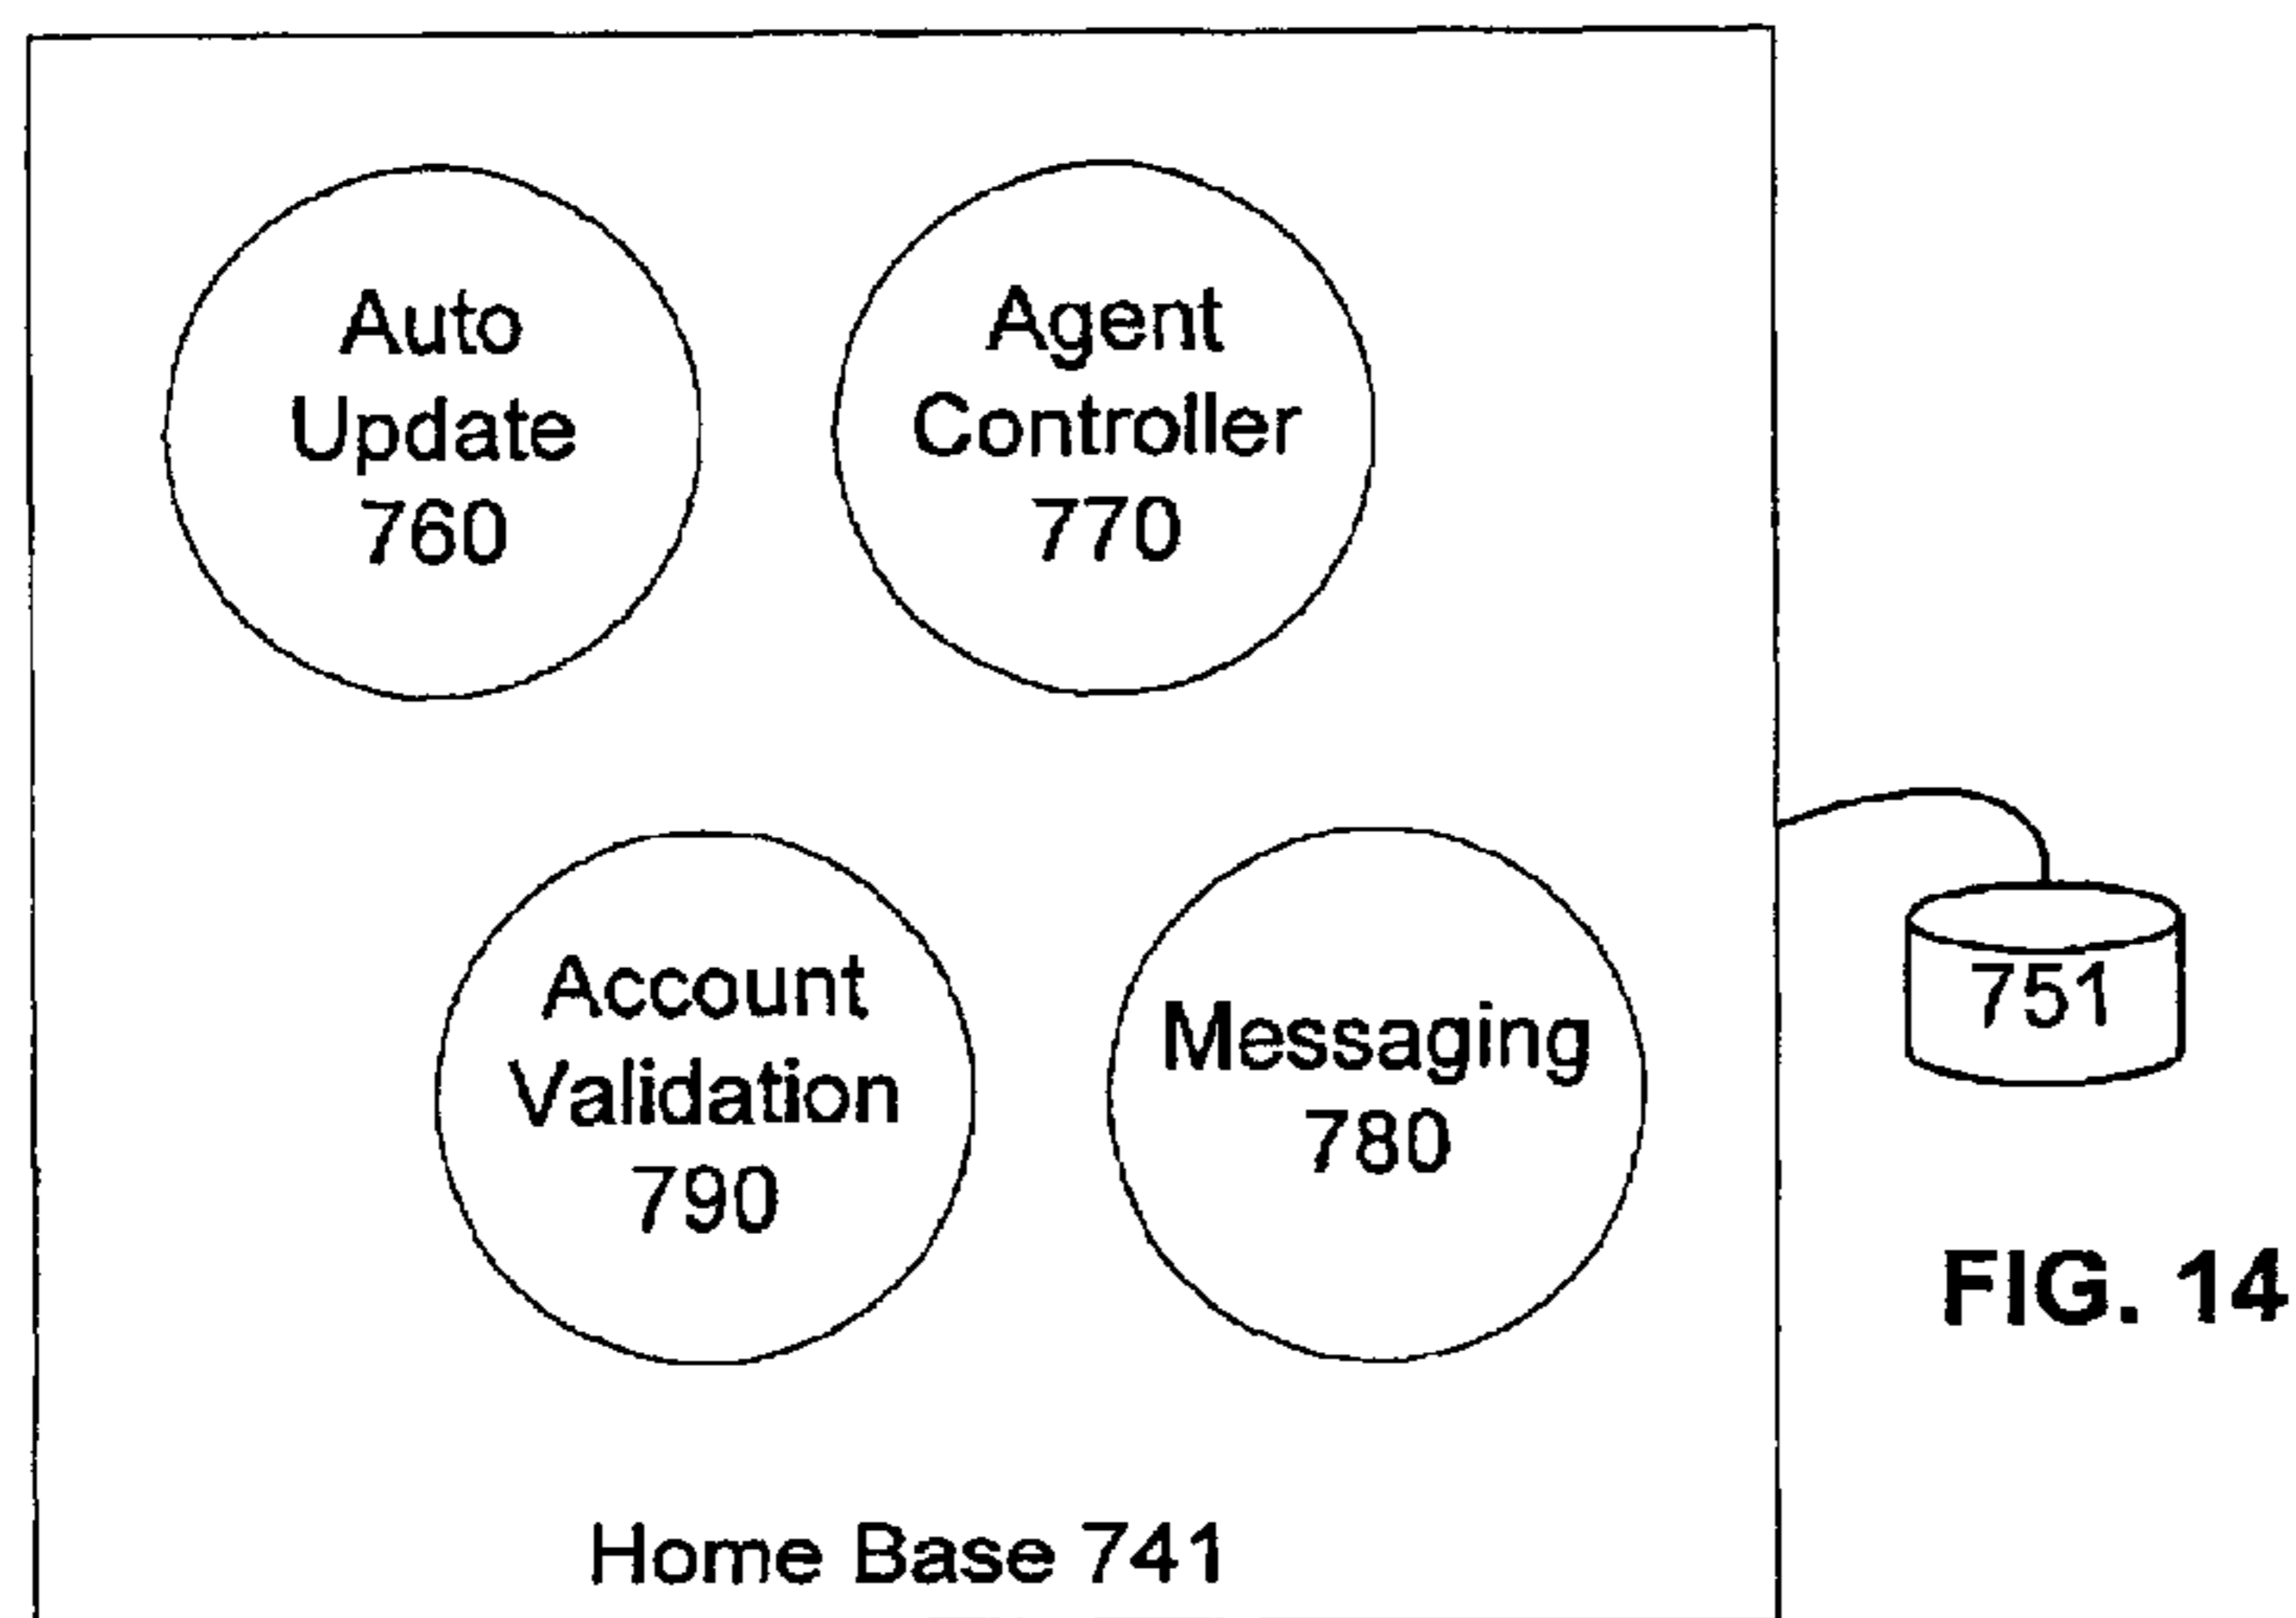 Auto
Update
760
Agent
Controller
770
Account
Validation
790
Messaging
780
751
FIG. 14
Home Base 741